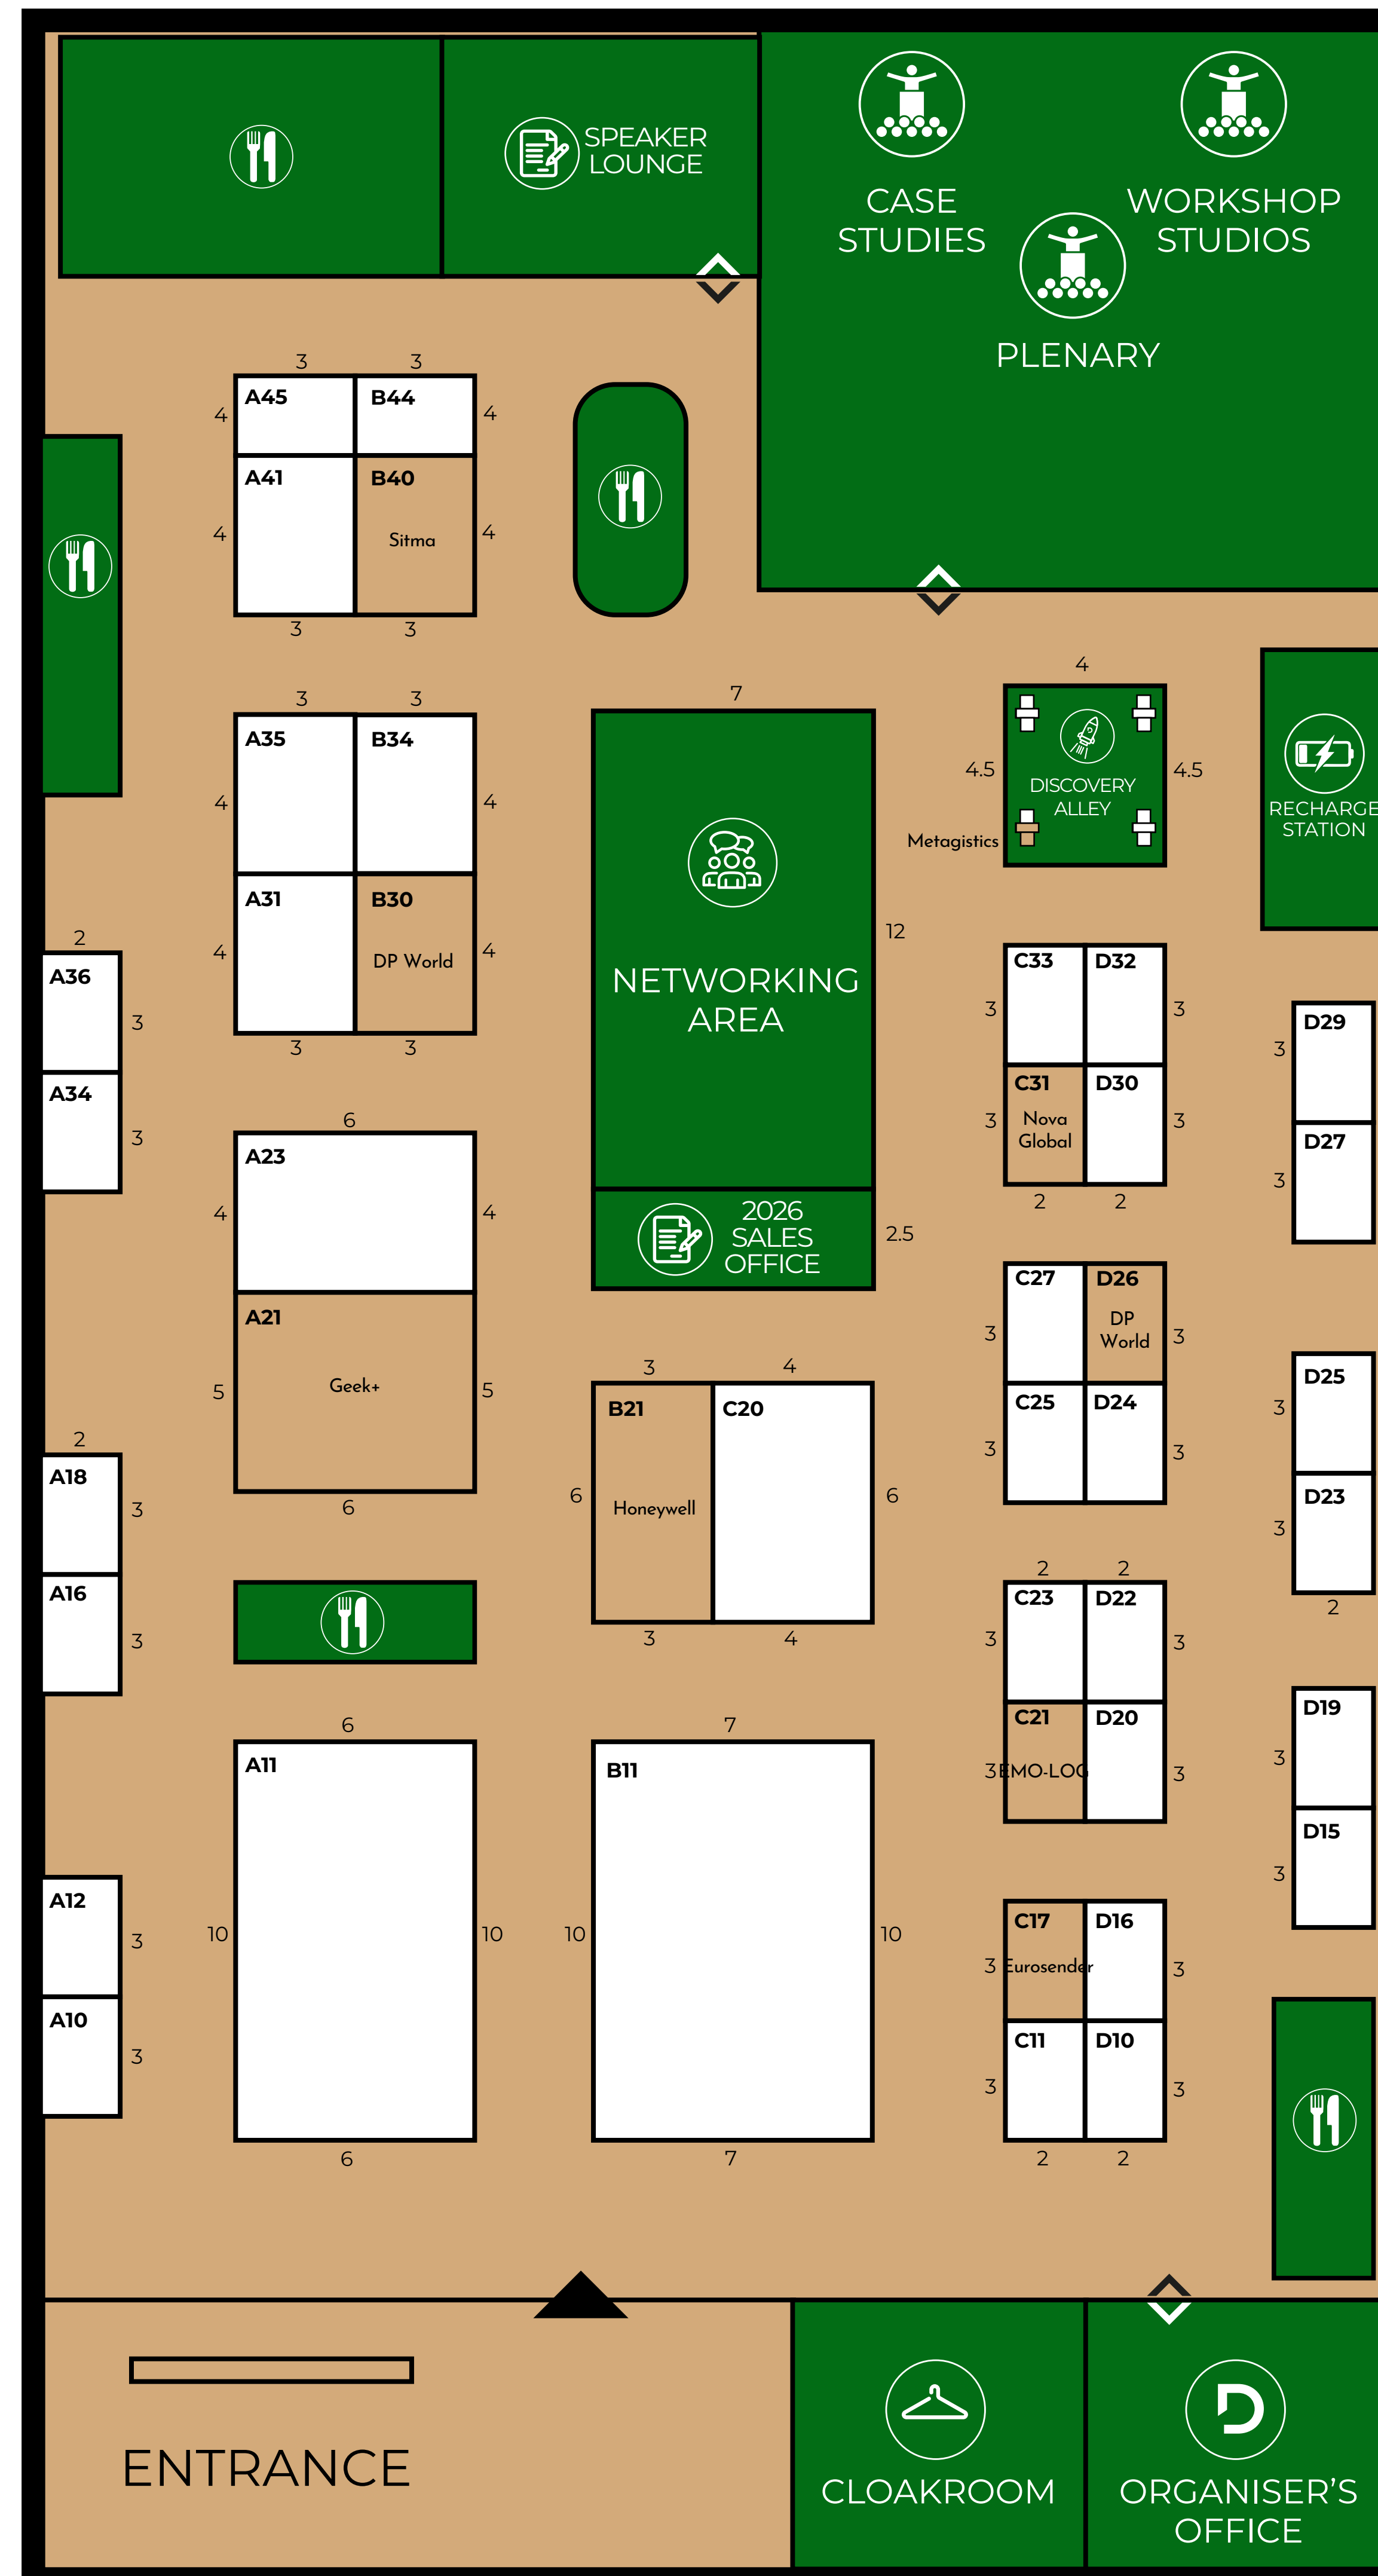 SPEAKER
LOUNGE
CASE
STUDIES
WORKSHOP
STUDIOS
PLENARY
3
3
A45
B44
4
4
A41
B40
Sitma
4
4
3
3
3
3
A35
B34
4
4
A31
B30
DP World
4
4
3
3
2
A36
3
A34
3
6
A23
4
4
A21
Geek+
5
5
6
2
A18
3
A16
3
6
A11
10
10
6
A12
3
A10
3
7
NETWORKING
AREA
12
2026
SALES
OFFICE
2.5
3
4
B21
C20
Honeywell
6
6
3
4
7
B11
10
10
7
4
4.5
4.5
DISCOVERY
ALLEY
Metagistics
RECHARGE
STATION
C33
D32
3
3
C31
D30
Nova
Global
3
3
2
2
C27
D26
DP
World
3
3
C25
D24
3
3
2
2
C23
D22
3
3
C21
D20
3
EMO-LOG
3
C17
D16
3
Eurosender
3
C11
D10
3
3
2
2
D29
3
D27
3
D25
3
D23
3
2
D19
3
D15
3
ENTRANCE
CLOAKROOM
D
ORGANISER'S
OFFICE